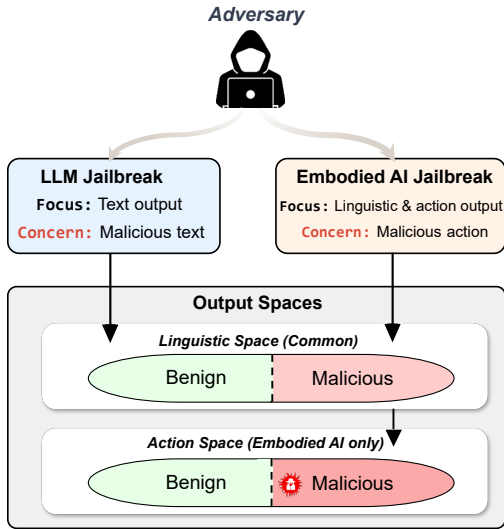 Adversary
LLM Jailbreak
Focus: Text output
Concern: Malicious text
Embodied AI Jailbreak
Focus: Linguistic & action output
Concern: Malicious action
Output Spaces
Linguistic Space (Common)
Benign Malicious
Action Space (Embodied AI only)
Benign Malicious